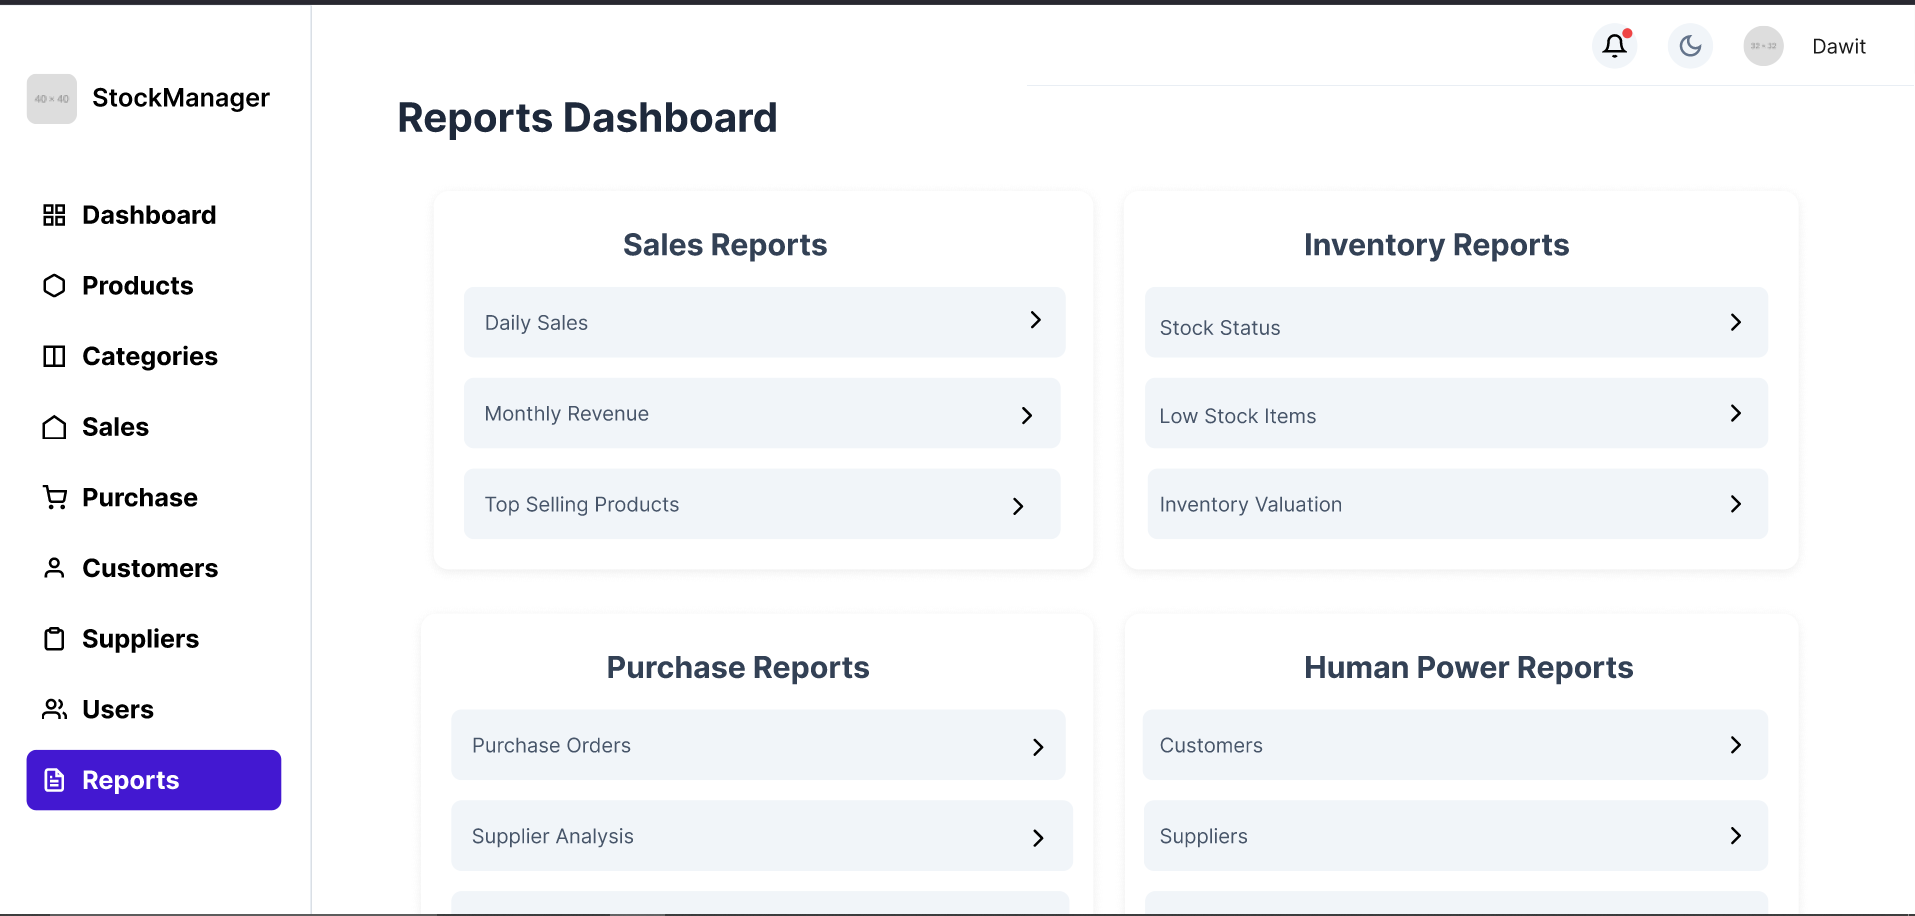 40×40
StockManager
Dashboard
Products
Categories
Sales
Purchase
Customers
Suppliers
Users
Reports
32×32
Dawit
Reports Dashboard
Sales Reports
Daily Sales
Monthly Revenue
Top Selling Products
Inventory Reports
Stock Status
Low Stock Items
Inventory Valuation
Purchase Reports
Purchase Orders
Supplier Analysis
Human Power Reports
Customers
Suppliers